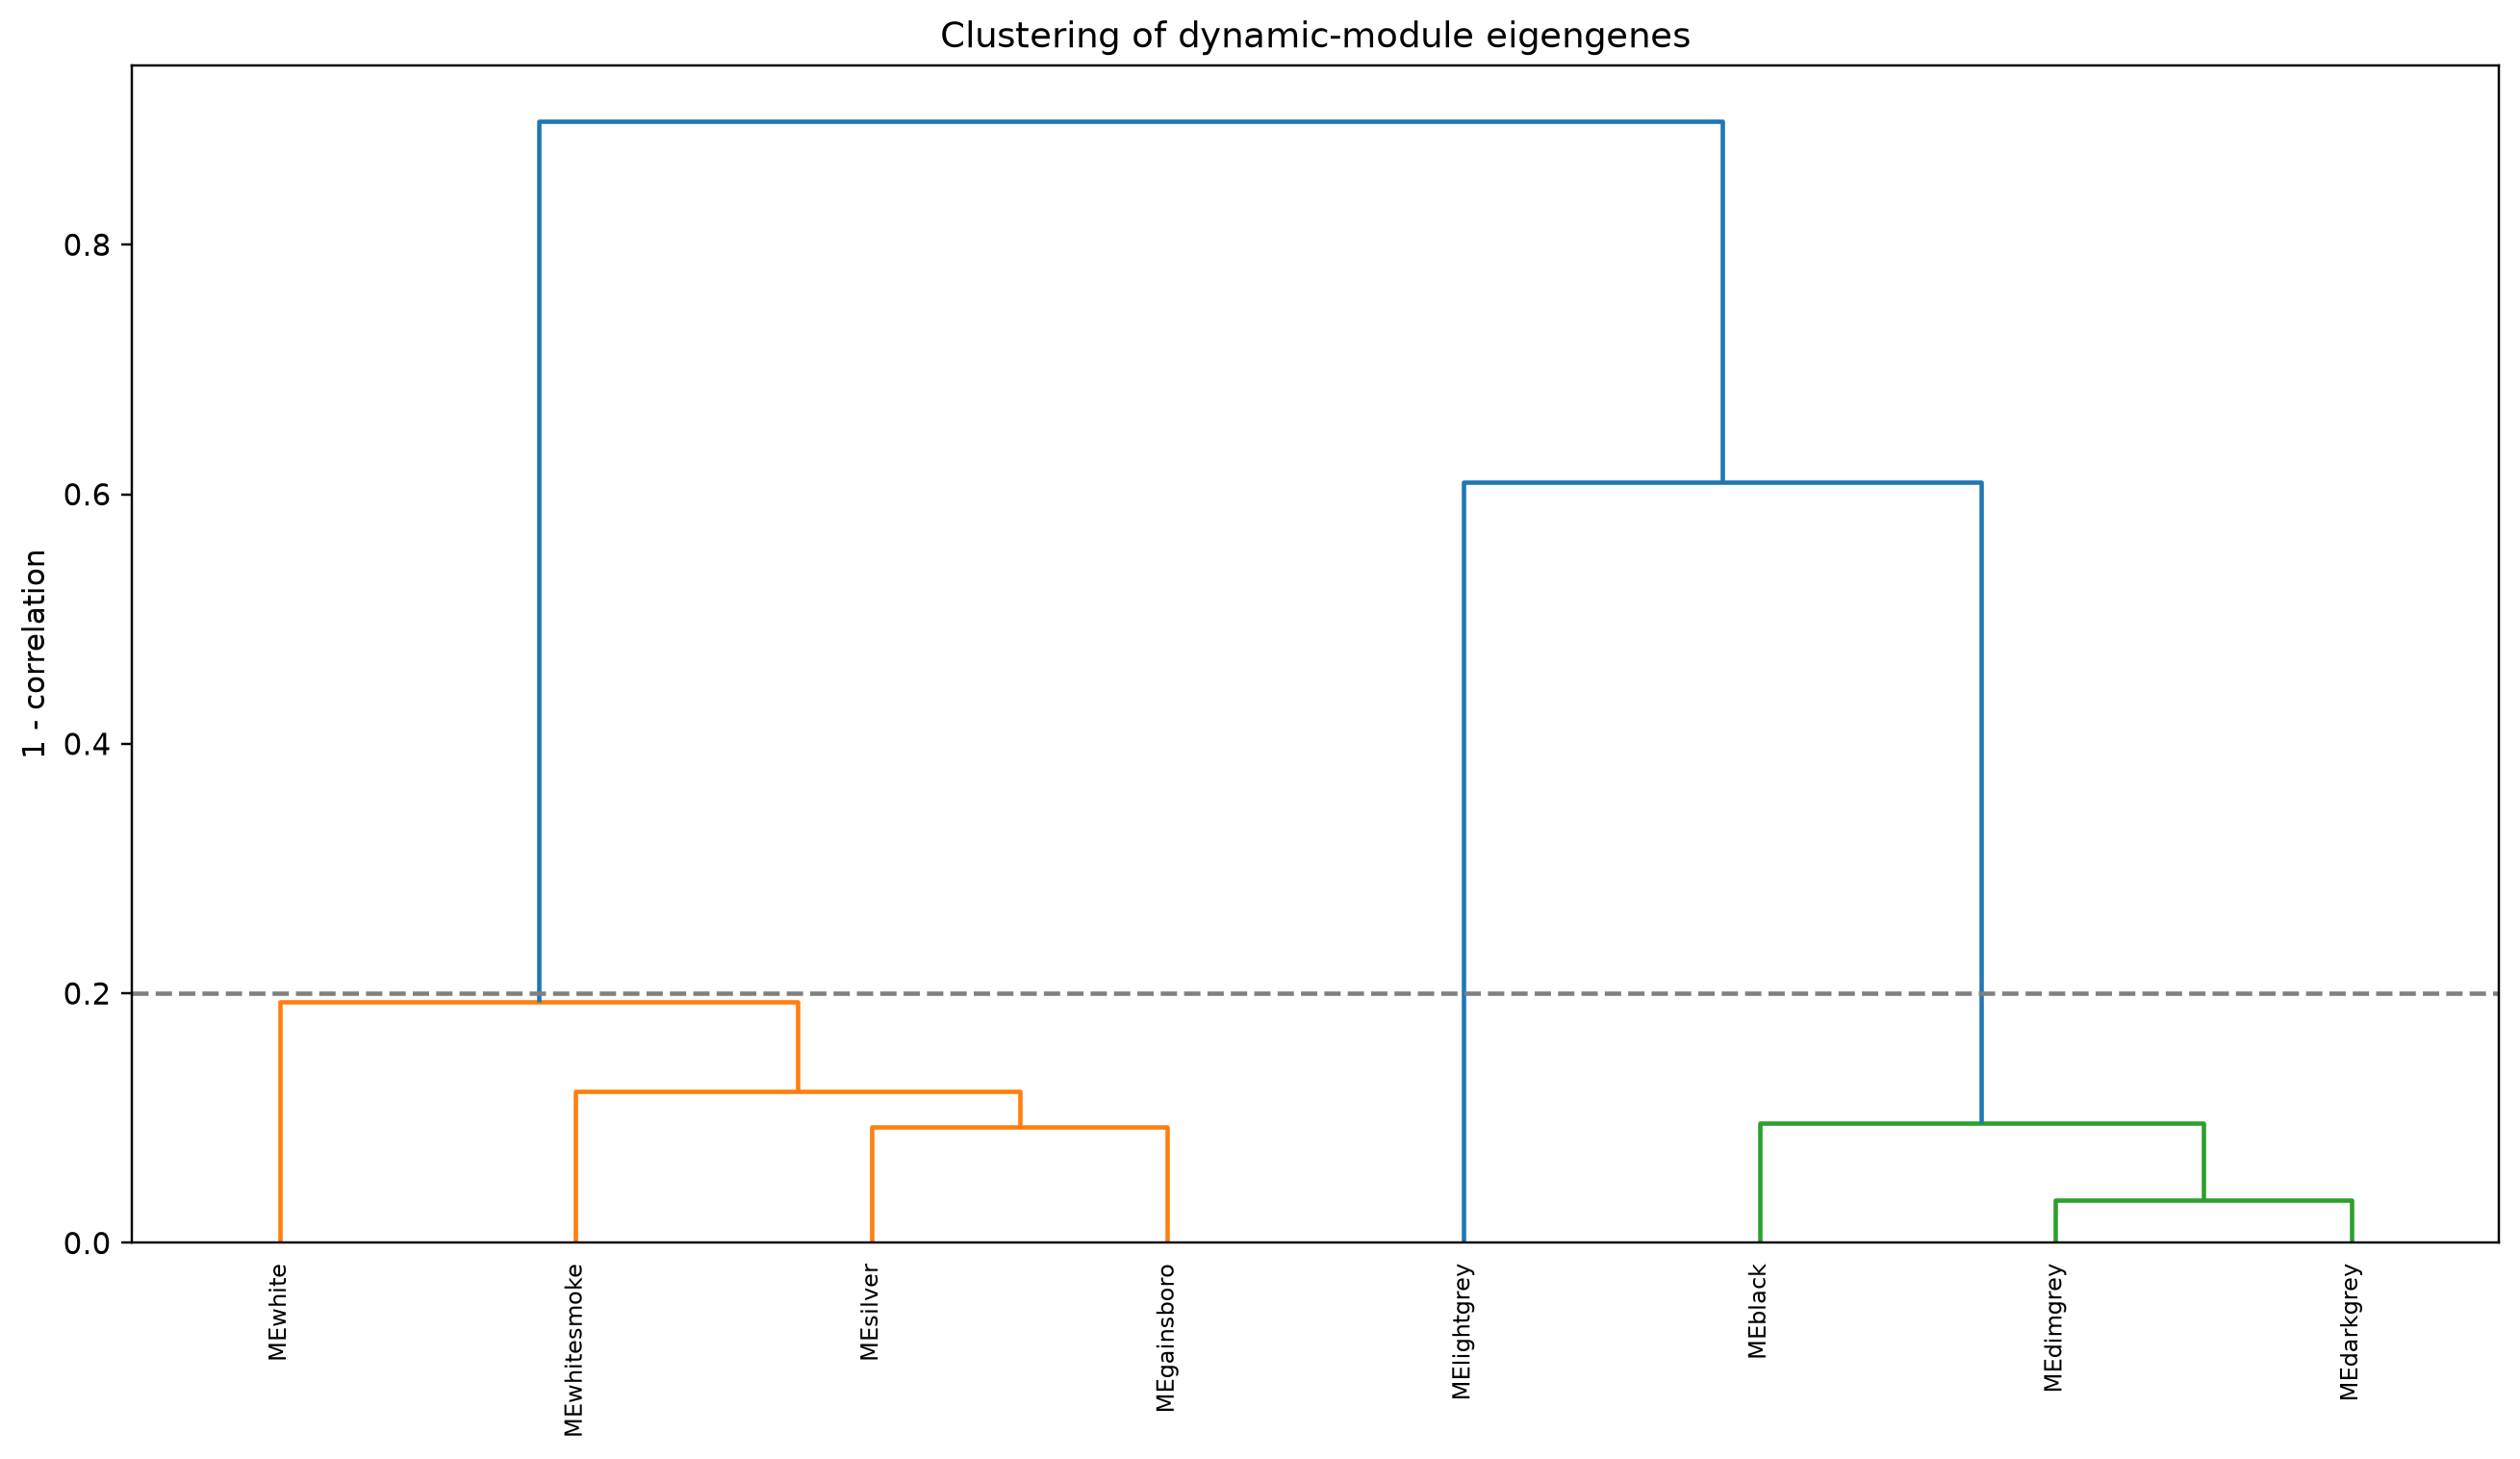 Clustering of dynamic-module eigengenes
1 - correlation
0.8
0.6
0.4
0.2
0.0
MEwhite
MEwhitesmoke
MEsilver
MEgainsboro
MElightgrey
MEblack
MEdimgrey
MEdarkgrey